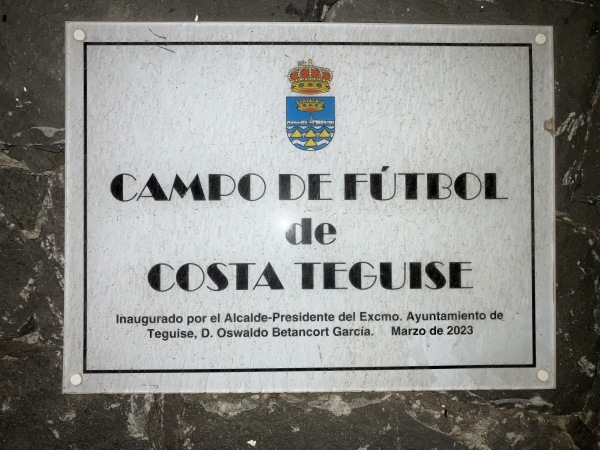 CAMPO DE FÚTBOL
de
COSTA TEGUISE
Inaugurado por el Alcalde-Presidente del Excmo. Ayuntamiento de
Teguise, D. Oswaldo Betancort García. Marzo de 2023